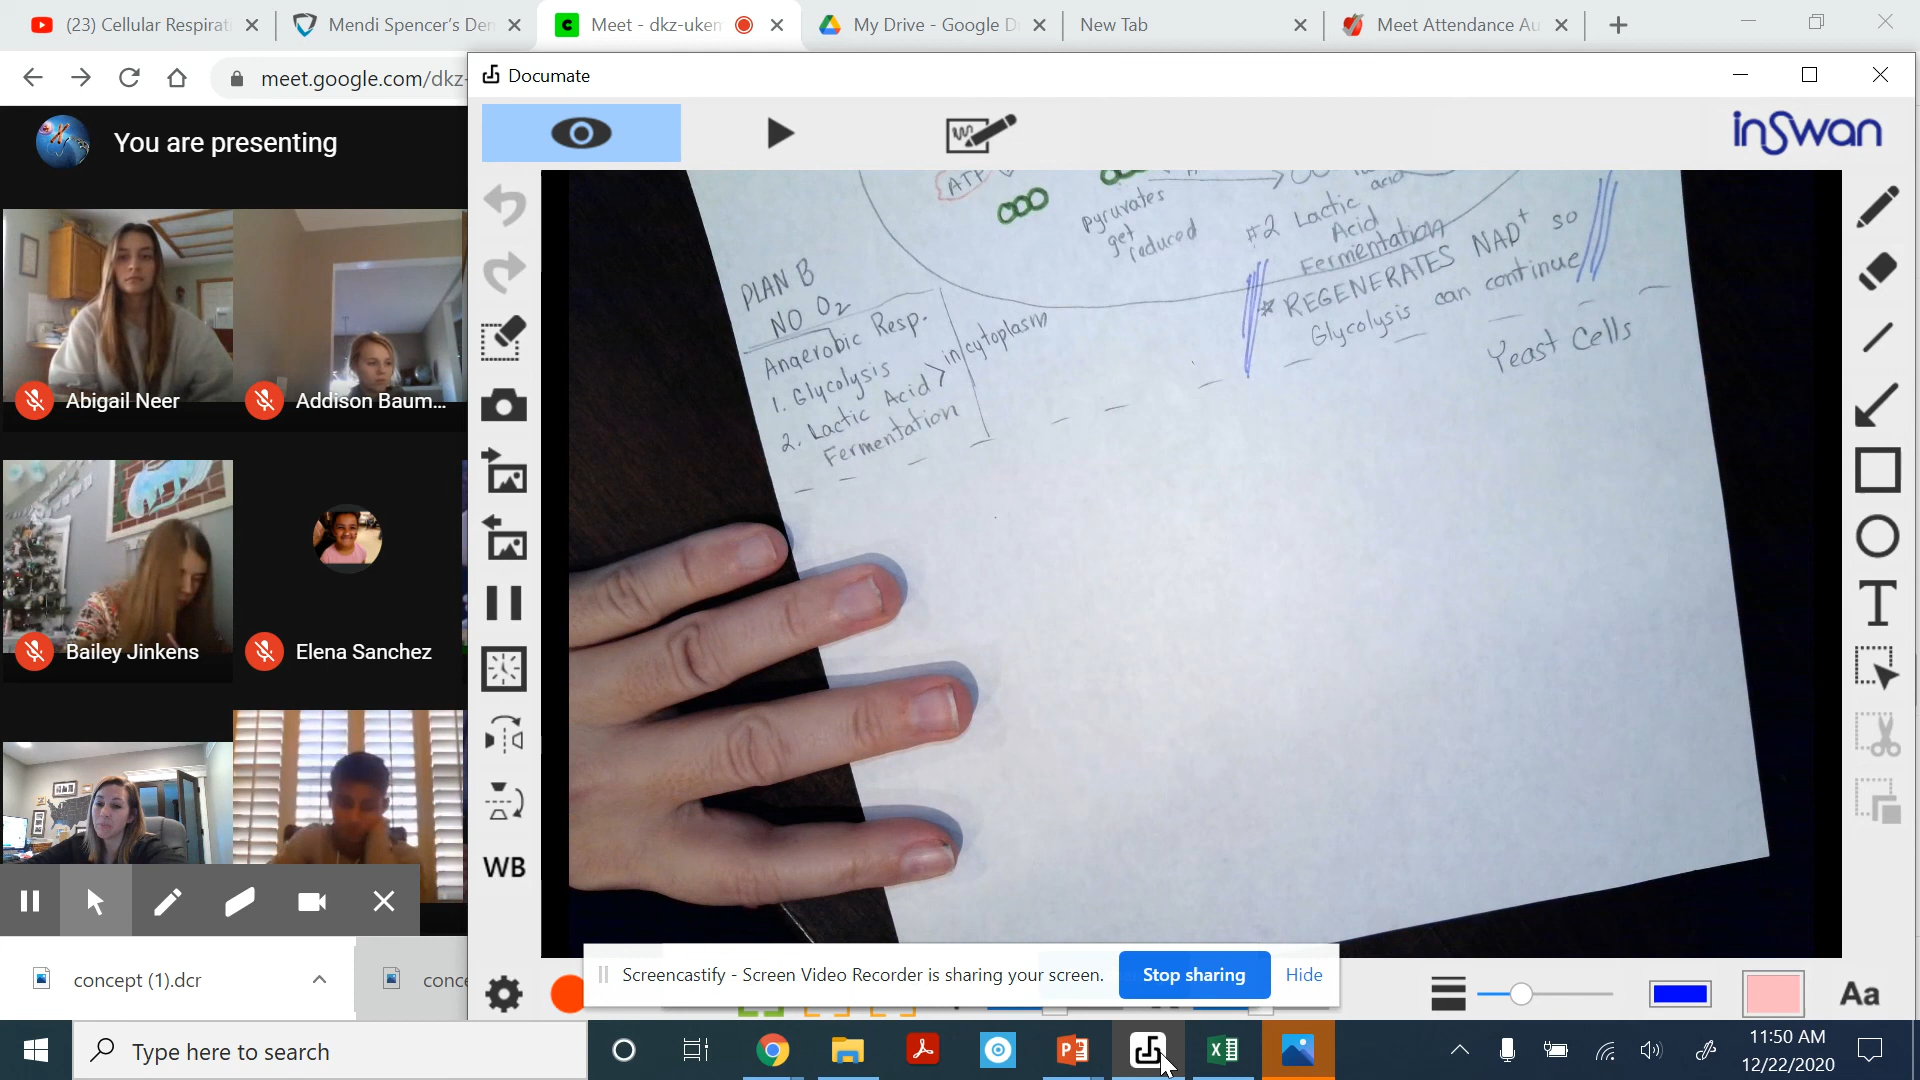 (23) Cellular Respirati
Mendi Spencer's Den
Meet - dkz-uken
My Drive - Google D
New Tab
Meet Attendance Au
meet.google.com/dkz-
Documate
You are presenting
inSwan
Abigail Neer
Addison Baum...
Bailey Jinkens
Elena Sanchez
ATP
pyruvates
get
reduced
acid
#2 Lactic
Acid
Fermentation
* REGENERATES NAD+ so
Glycolysis can continue
Yeast Cells
PLAN B
NO O2
Anaerobic Resp.
1. Glycolysis
2. Lactic Acid > in cytoplasm
Fermentation
T
WB
concept (1).dcr
conce
Screencastify - Screen Video Recorder is sharing your screen.
Stop sharing
Hide
Aa
Type here to search
11:50 AM
12/22/2020